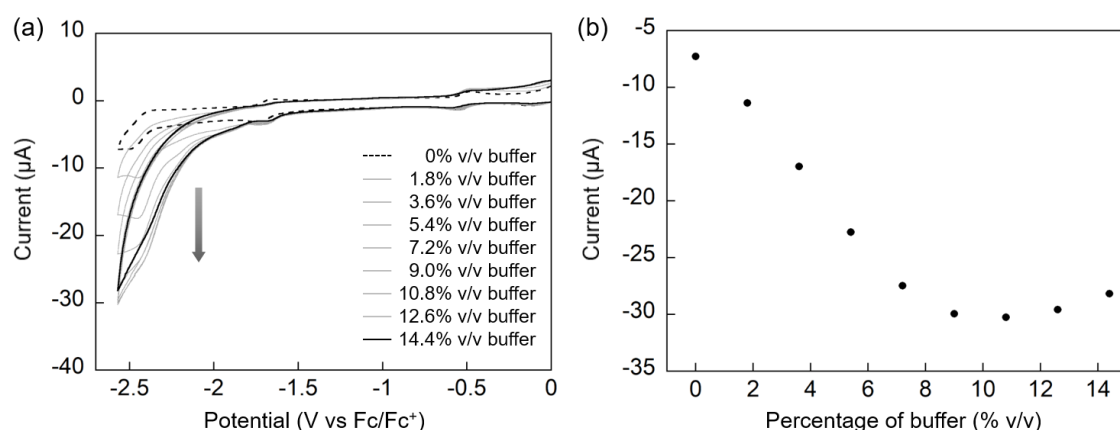 (a)
10
0
-10
-20
-30
-40
Current (µA)
-2.5 -2 -1.5 -1 -0.5 0
Potential (V vs Fc/Fc⁺)
0% v/v buffer
1.8% v/v buffer
3.6% v/v buffer
5.4% v/v buffer
7.2% v/v buffer
9.0% v/v buffer
10.8% v/v buffer
12.6% v/v buffer
14.4% v/v buffer
(b)
-5
-10
-15
-20
-25
-30
-35
Current (µA)
0 2 4 6 8 10 12 14
Percentage of buffer (% v/v)